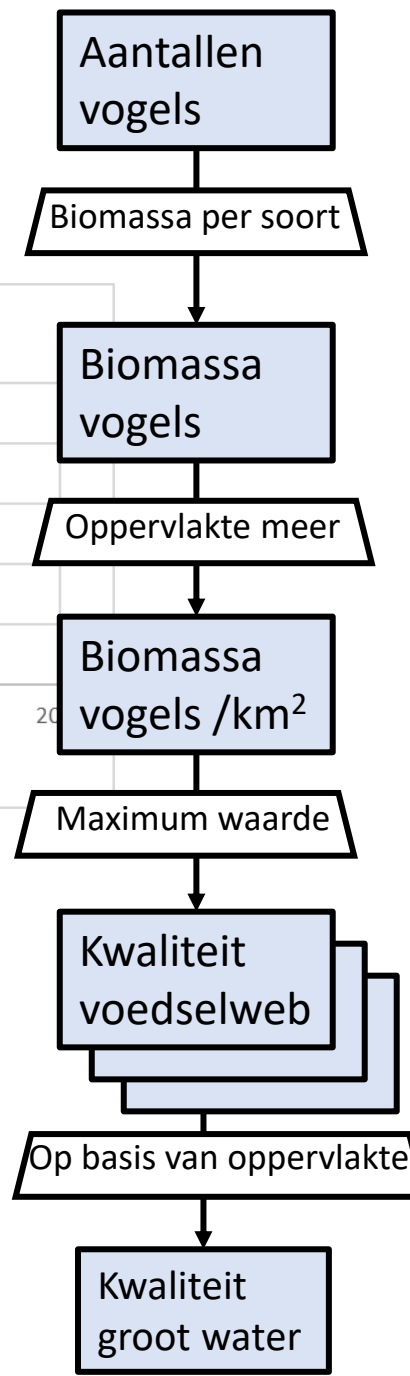 Aantallen
vogels
Biomassa per soort
Biomassa
vogels
Oppervlakte meer
Biomassa
vogels /km²
20
Maximum waarde
Kwaliteit
voedselweb
Op basis van oppervlakte
Kwaliteit
groot water